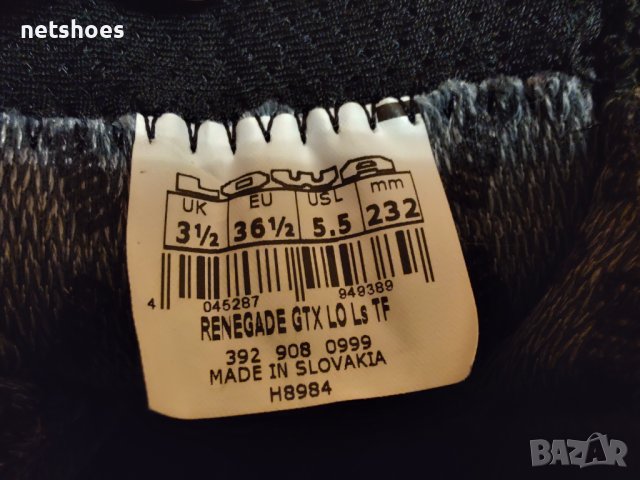 netshoes
LOWA
UK EU USL mm
3½ 36½ 5.5 232
4 045287 949389
RENEGADE GTX LO Ls TF
392 908 0999
MADE IN SLOVAKIA
H8984
BAZAR